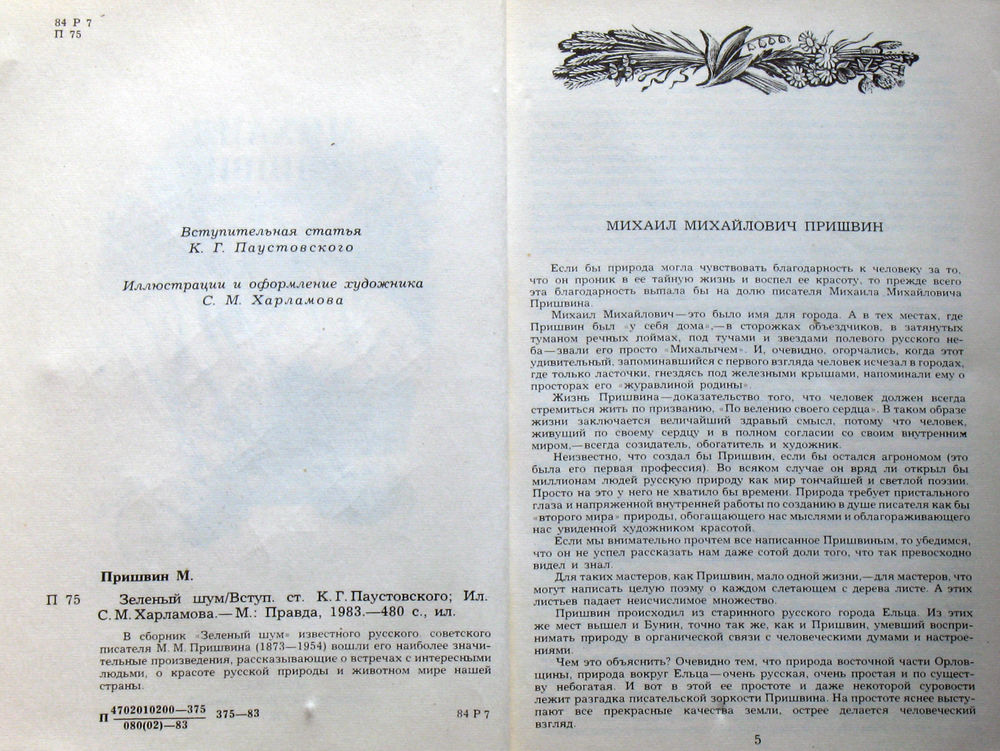 84 Р 7
П 75
Вступительная статья
К. Г. Паустовского
Иллюстрации и оформление художника
С. М. Харламова
Пришвин М.
П 75 Зеленый шум/Вступ. ст. К. Г. Паустовского; Ил.
С. М. Харламова.— М.: Правда, 1983.—480 с., ил.
В сборник «Зеленый шум» известного русского советского
писателя М. М. Пришвина (1873—1954) вошли его наиболее значи-
тельные произведения, рассказывающие о встречах с интересными
людьми, о красоте русской природы и животном мире нашей
страны.
П 4702010200—375 375—83 84 Р 7
080(02)—83
МИХАИЛ МИХАЙЛОВИЧ ПРИШВИН
Если бы природа могла чувствовать благодарность к человеку за то,
что он проник в ее тайную жизнь и воспел ее красоту, то прежде всего
эта благодарность выпала бы на долю писателя Михаила Михайловича
Пришвина.
Михаил Михайлович—это было имя для города. А в тех местах, где
Пришвин был «у себя дома»,—в сторожках объездчиков, в затянутых
туманом речных поймах, под тучами и звездами полевого русского не-
ба—звали его просто «Михалычем». И, очевидно, огорчались, когда этот
удивительный, запоминавшийся с первого взгляда человек исчезал в городах,
где только ласточки, гнездясь под железными крышами, напоминали ему о
просторах его «журавлиной родины».
Жизнь Пришвина—доказательство того, что человек должен всегда
стремиться жить по призванию, «По велению своего сердца». В таком образе
жизни заключается величайший здравый смысл, потому что человек,
живущий по своему сердцу и в полном согласии со своим внутренним
миром,—всегда созидатель, обогатитель и художник.
Неизвестно, что создал бы Пришвин, если бы остался агрономом (это
была его первая профессия). Во всяком случае он вряд ли открыл бы
миллионам людей русскую природу как мир тончайшей и светлой поэзии.
Просто на это у него не хватило бы времени. Природа требует пристального
глаза и напряженной внутренней работы по созданию в душе писателя как бы
«второго мира» природы, обогащающего нас мыслями и облагораживающего
нас увиденной художником красотой.
Если мы внимательно прочтем все написанное Пришвиным, то убедимся,
что он не успел рассказать нам даже сотой доли того, что так превосходно
видел и знал.
Для таких мастеров, как Пришвин, мало одной жизни,—для мастеров, что
могут написать целую поэму о каждом слетающем с дерева листе. А этих
листьев падает неисчислимое множество.
Пришвин происходил из старинного русского города Ельца. Из этих
же мест вышел и Бунин, точно так же, как и Пришвин, умевший воспри-
нимать природу в органической связи с человеческими думами и настрое-
ниями.
Чем это объяснить? Очевидно тем, что природа восточной части Орлов-
щины, природа вокруг Ельца—очень русская, очень простая и по сущест-
ву небогатая. И вот в этой ее простоте и даже некоторой суровости
лежит разгадка писательской зоркости Пришвина. На простоте яснее высту-
пают все прекрасные качества земли, острее делается человеческий
взгляд.
5